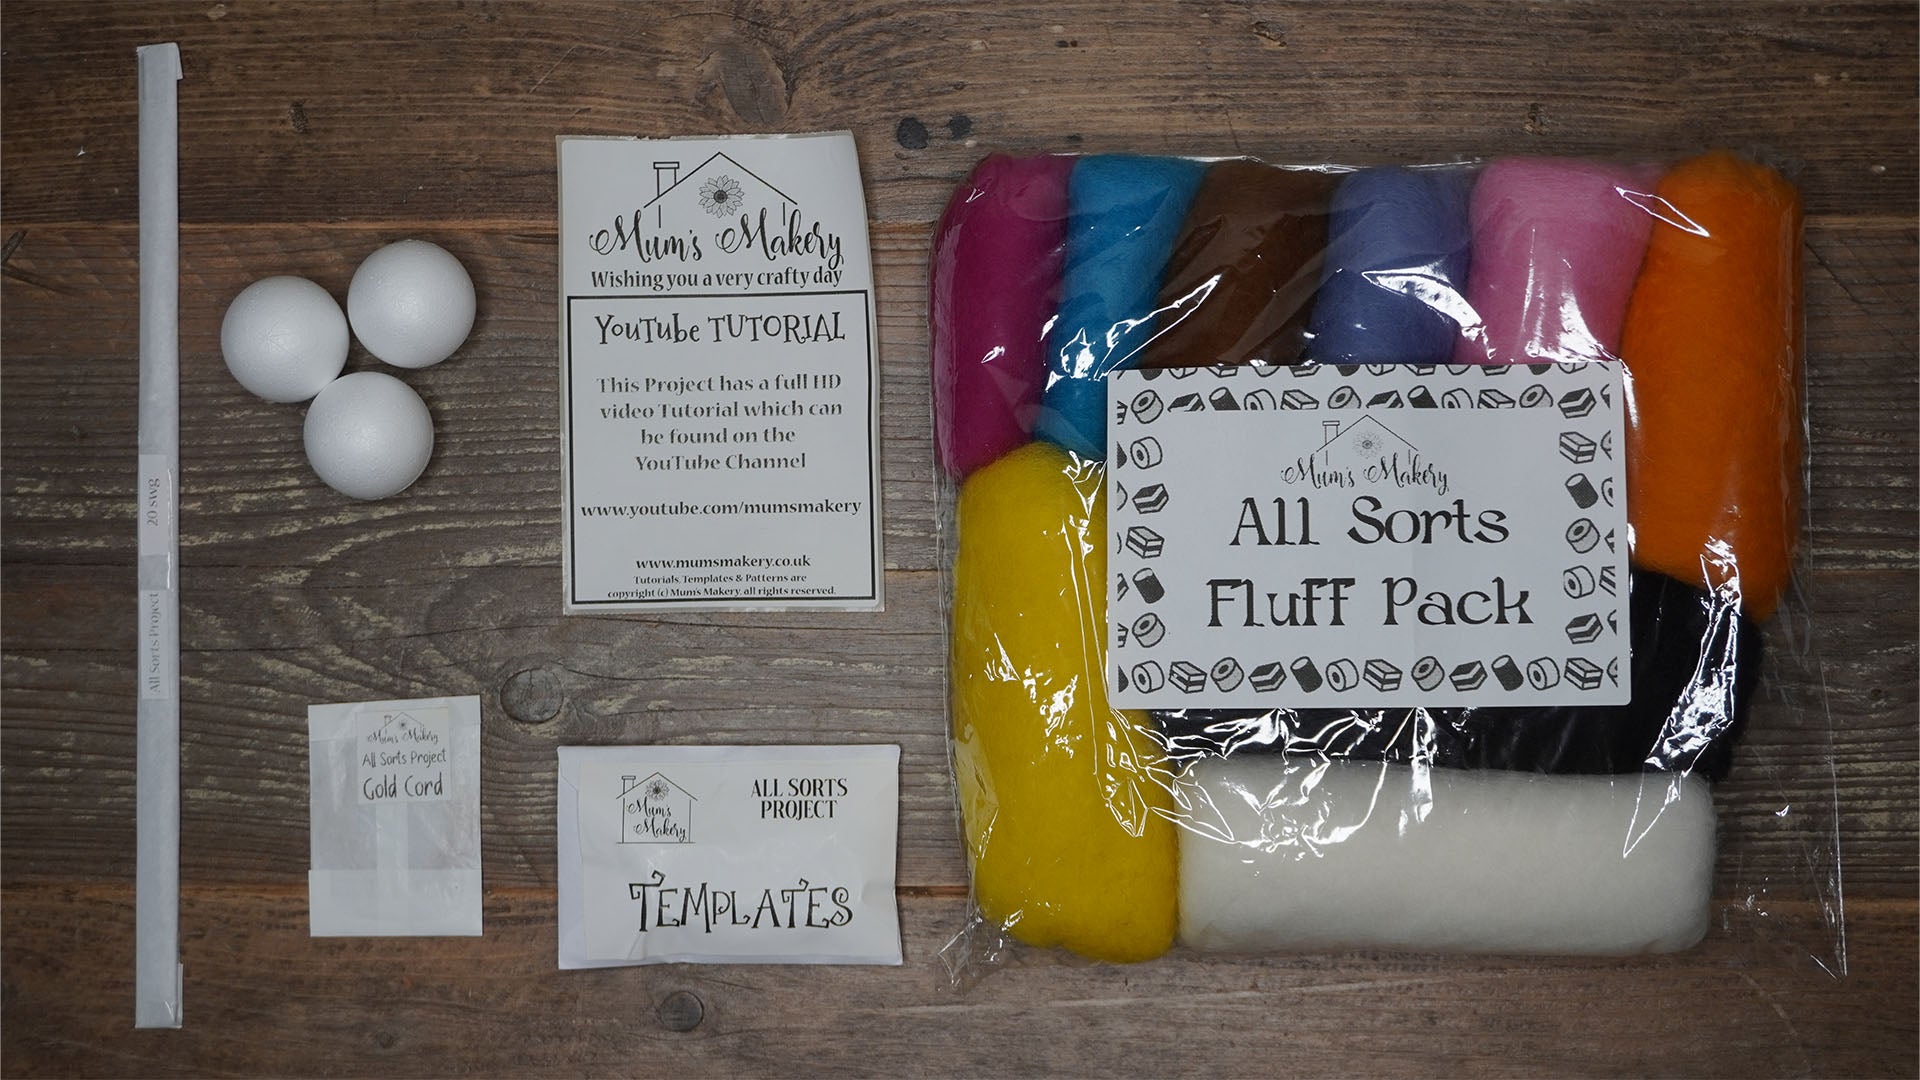 20 swg
All Sorts Project
Mum's Makery
Wishing you a very crafty day
YouTube TUTORIAL
This Project has a full HD
video Tutorial which can
be found on the
YouTube Channel
www.youtube.com/mumsmakery
www.mumsmakery.co.uk
Tutorials, Templates & Patterns are
copyright (c) Mum's Makery, all rights reserved.
Mum's Makery
All Sorts Project
Gold Cord
Mum's
Makery
ALL SORTS
PROJECT
TEMPLATES
Mum's Makery
All Sorts
Fluff Pack